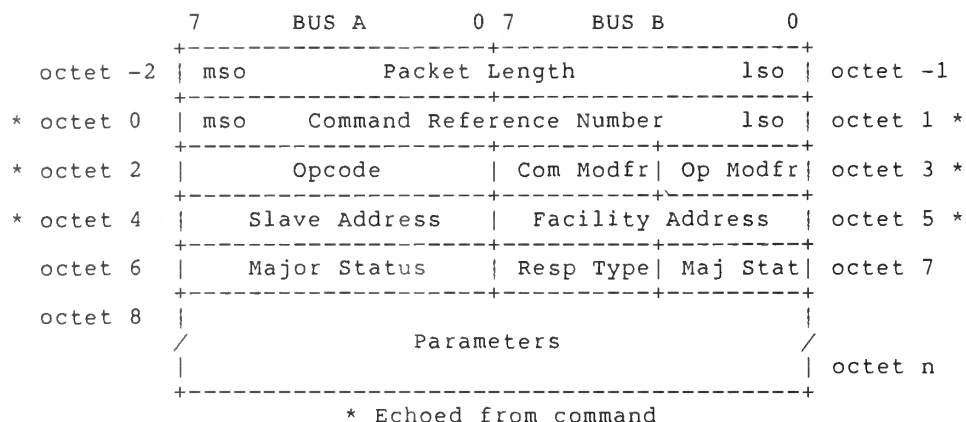 7 BUS A 0 7 BUS B 0
octet -2 mso Packet Length lso octet -1
* octet 0 mso Command Reference Number lso octet 1 *
* octet 2 Opcode Com Modfr Op Modfr octet 3 *
* octet 4 Slave Address Facility Address octet 5 *
octet 6 Major Status Resp Type Maj Stat octet 7
octet 8
Parameters
octet n
* Echoed from command